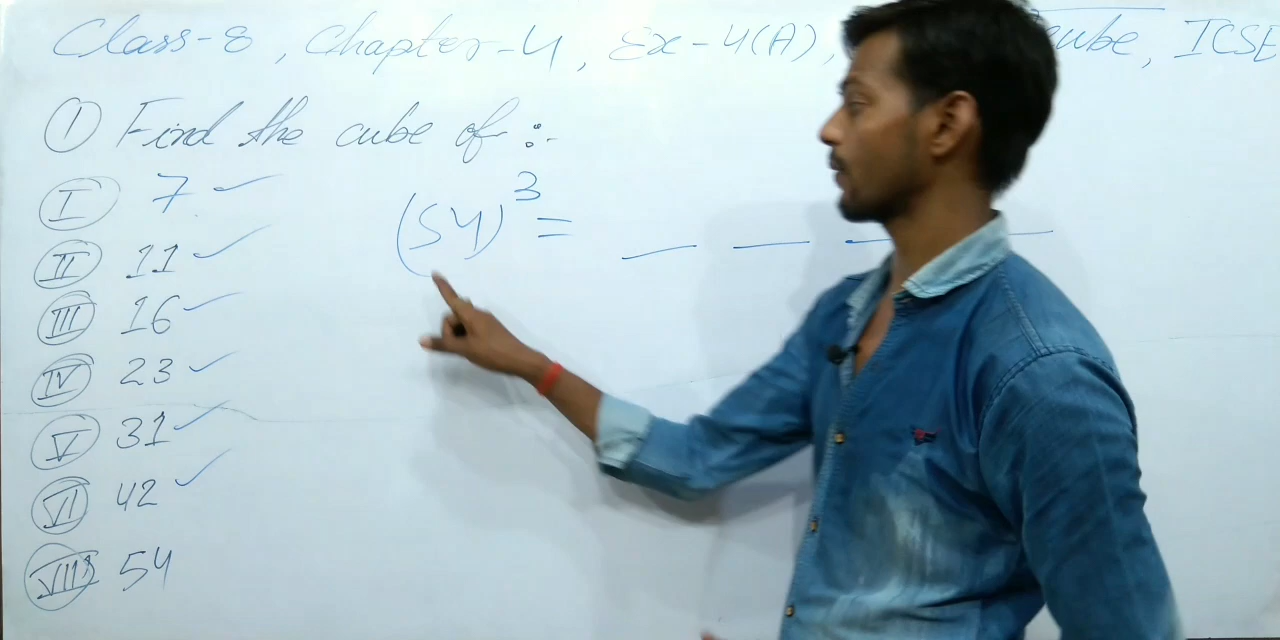 Class-8, Chapter-4, Ex-4(A), cube, ICSE
① Find the cube of :-
Ⓘ 7 ✓
(54)³ = _ _ _ _
II 11 ✓
III 16 ✓
IV 23 ✓
V 31 ✓
VI 42 ✓
54